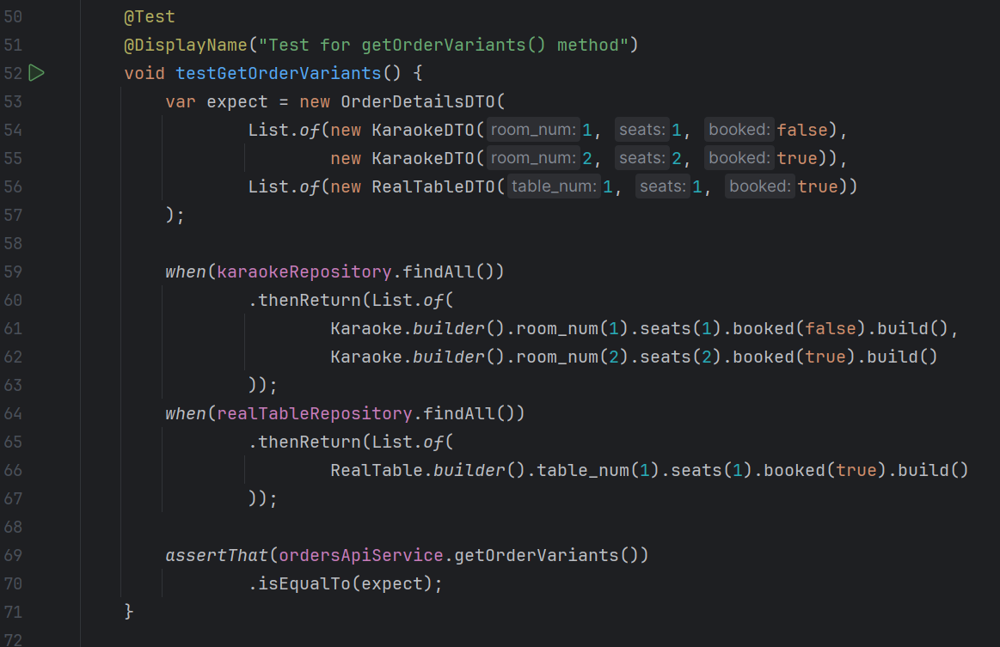 50 @Test
51 @DisplayName("Test for getOrderVariants() method")
52 void testGetOrderVariants() {
53 var expect = new OrderDetailsDTO(
54 List.of(new KaraokeDTO( room_num: 1, seats: 1, booked: false),
55 new KaraokeDTO( room_num: 2, seats: 2, booked: true)),
56 List.of(new RealTableDTO( table_num: 1, seats: 1, booked: true))
57 );
58
59 when(karaokeRepository.findAll())
60 .thenReturn(List.of(
61 Karaoke.builder().room_num(1).seats(1).booked(false).build(),
62 Karaoke.builder().room_num(2).seats(2).booked(true).build()
63 ));
64 when(realTableRepository.findAll())
65 .thenReturn(List.of(
66 RealTable.builder().table_num(1).seats(1).booked(true).build()
67 ));
68
69 assertThat(ordersApiService.getOrderVariants())
70 .isEqualTo(expect);
71 }
72